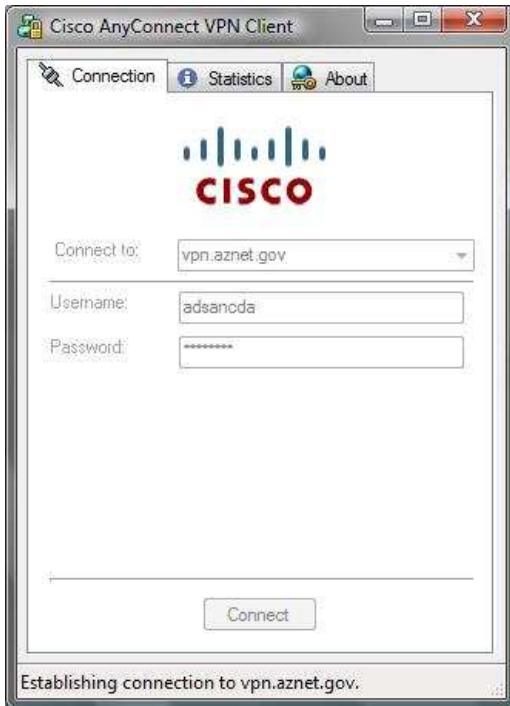 Cisco AnyConnect VPN Client
Connection Statistics About
CISCO
Connect to: vpn.aznet.gov
Username: adsancda
Password: ********
Connect
Establishing connection to vpn.aznet.gov.